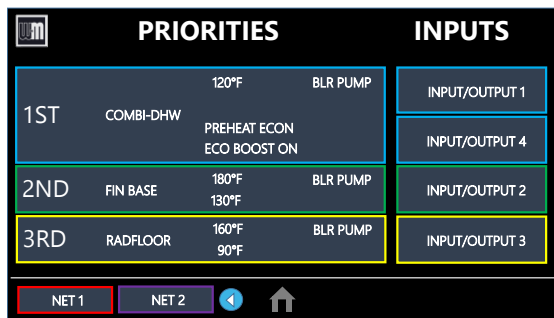 wm PRIORITIES INPUTS
120°F BLR PUMP INPUT/OUTPUT 1
1ST COMBI-DHW
PREHEAT ECON INPUT/OUTPUT 4
ECO BOOST ON
2ND FIN BASE 180°F BLR PUMP INPUT/OUTPUT 2
130°F
3RD RADFLOOR 160°F BLR PUMP INPUT/OUTPUT 3
90°F
NET 1 NET 2